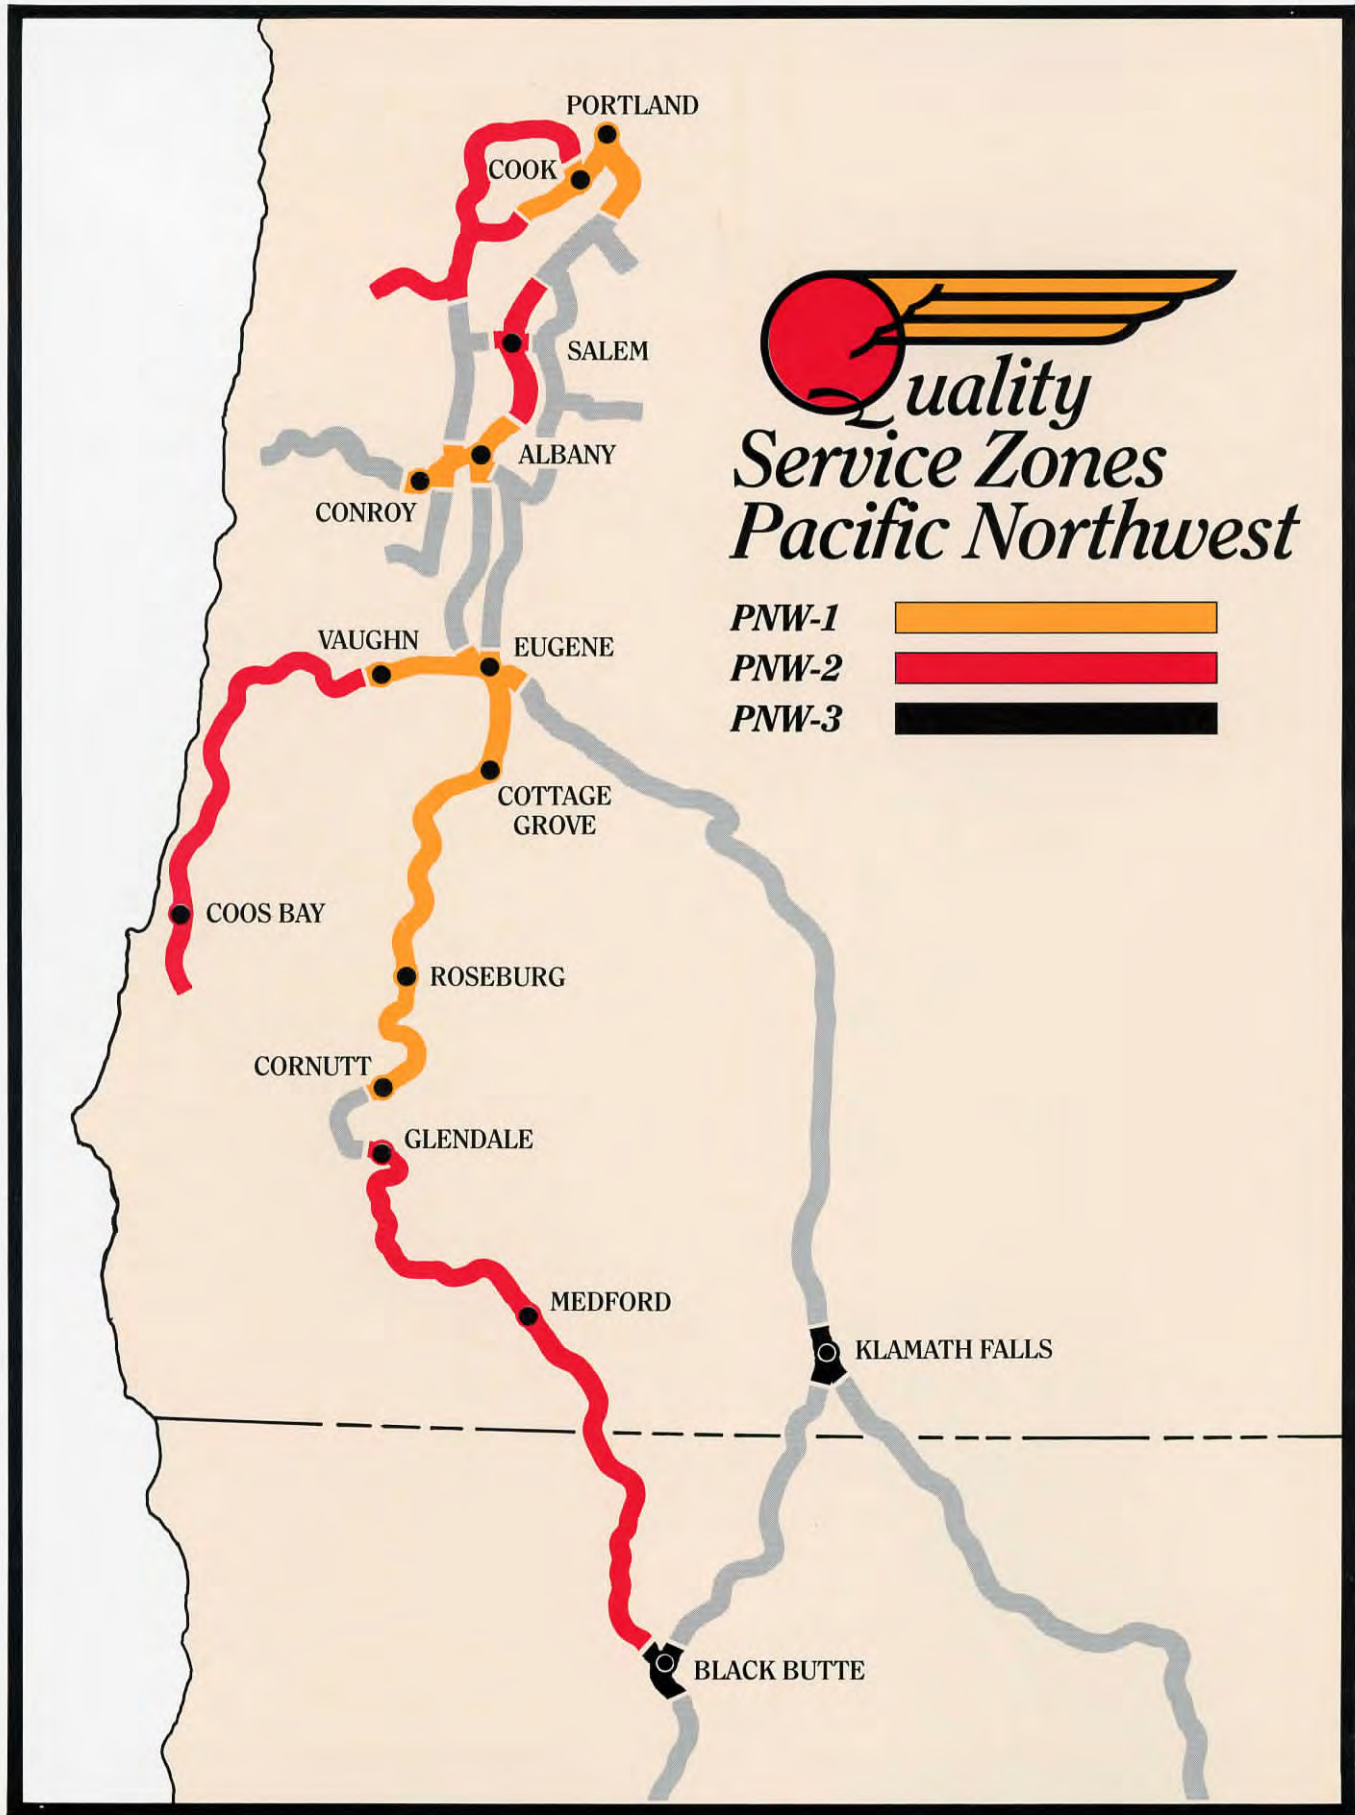 PORTLAND
COOK
SALEM
ALBANY
CONROY
Quality
Service Zones
Pacific Northwest
PNW-1
PNW-2
PNW-3
VAUGHN
EUGENE
COTTAGE
GROVE
COOS BAY
ROSEBURG
CORNUTT
GLENDALE
MEDFORD
KLAMATH FALLS
BLACK BUTTE